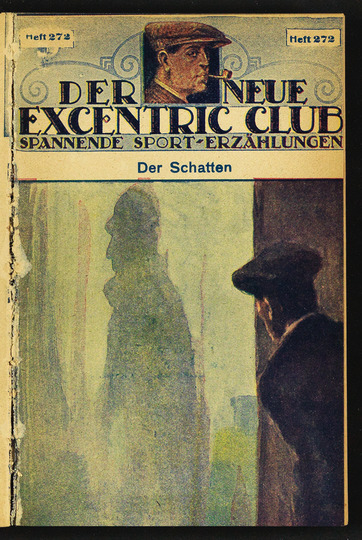 Heft 272
Heft 272
DER NEUE
EXCENTRIC CLUB
SPANNENDE SPORT-ERZÄHLUNGEN
Der Schatten